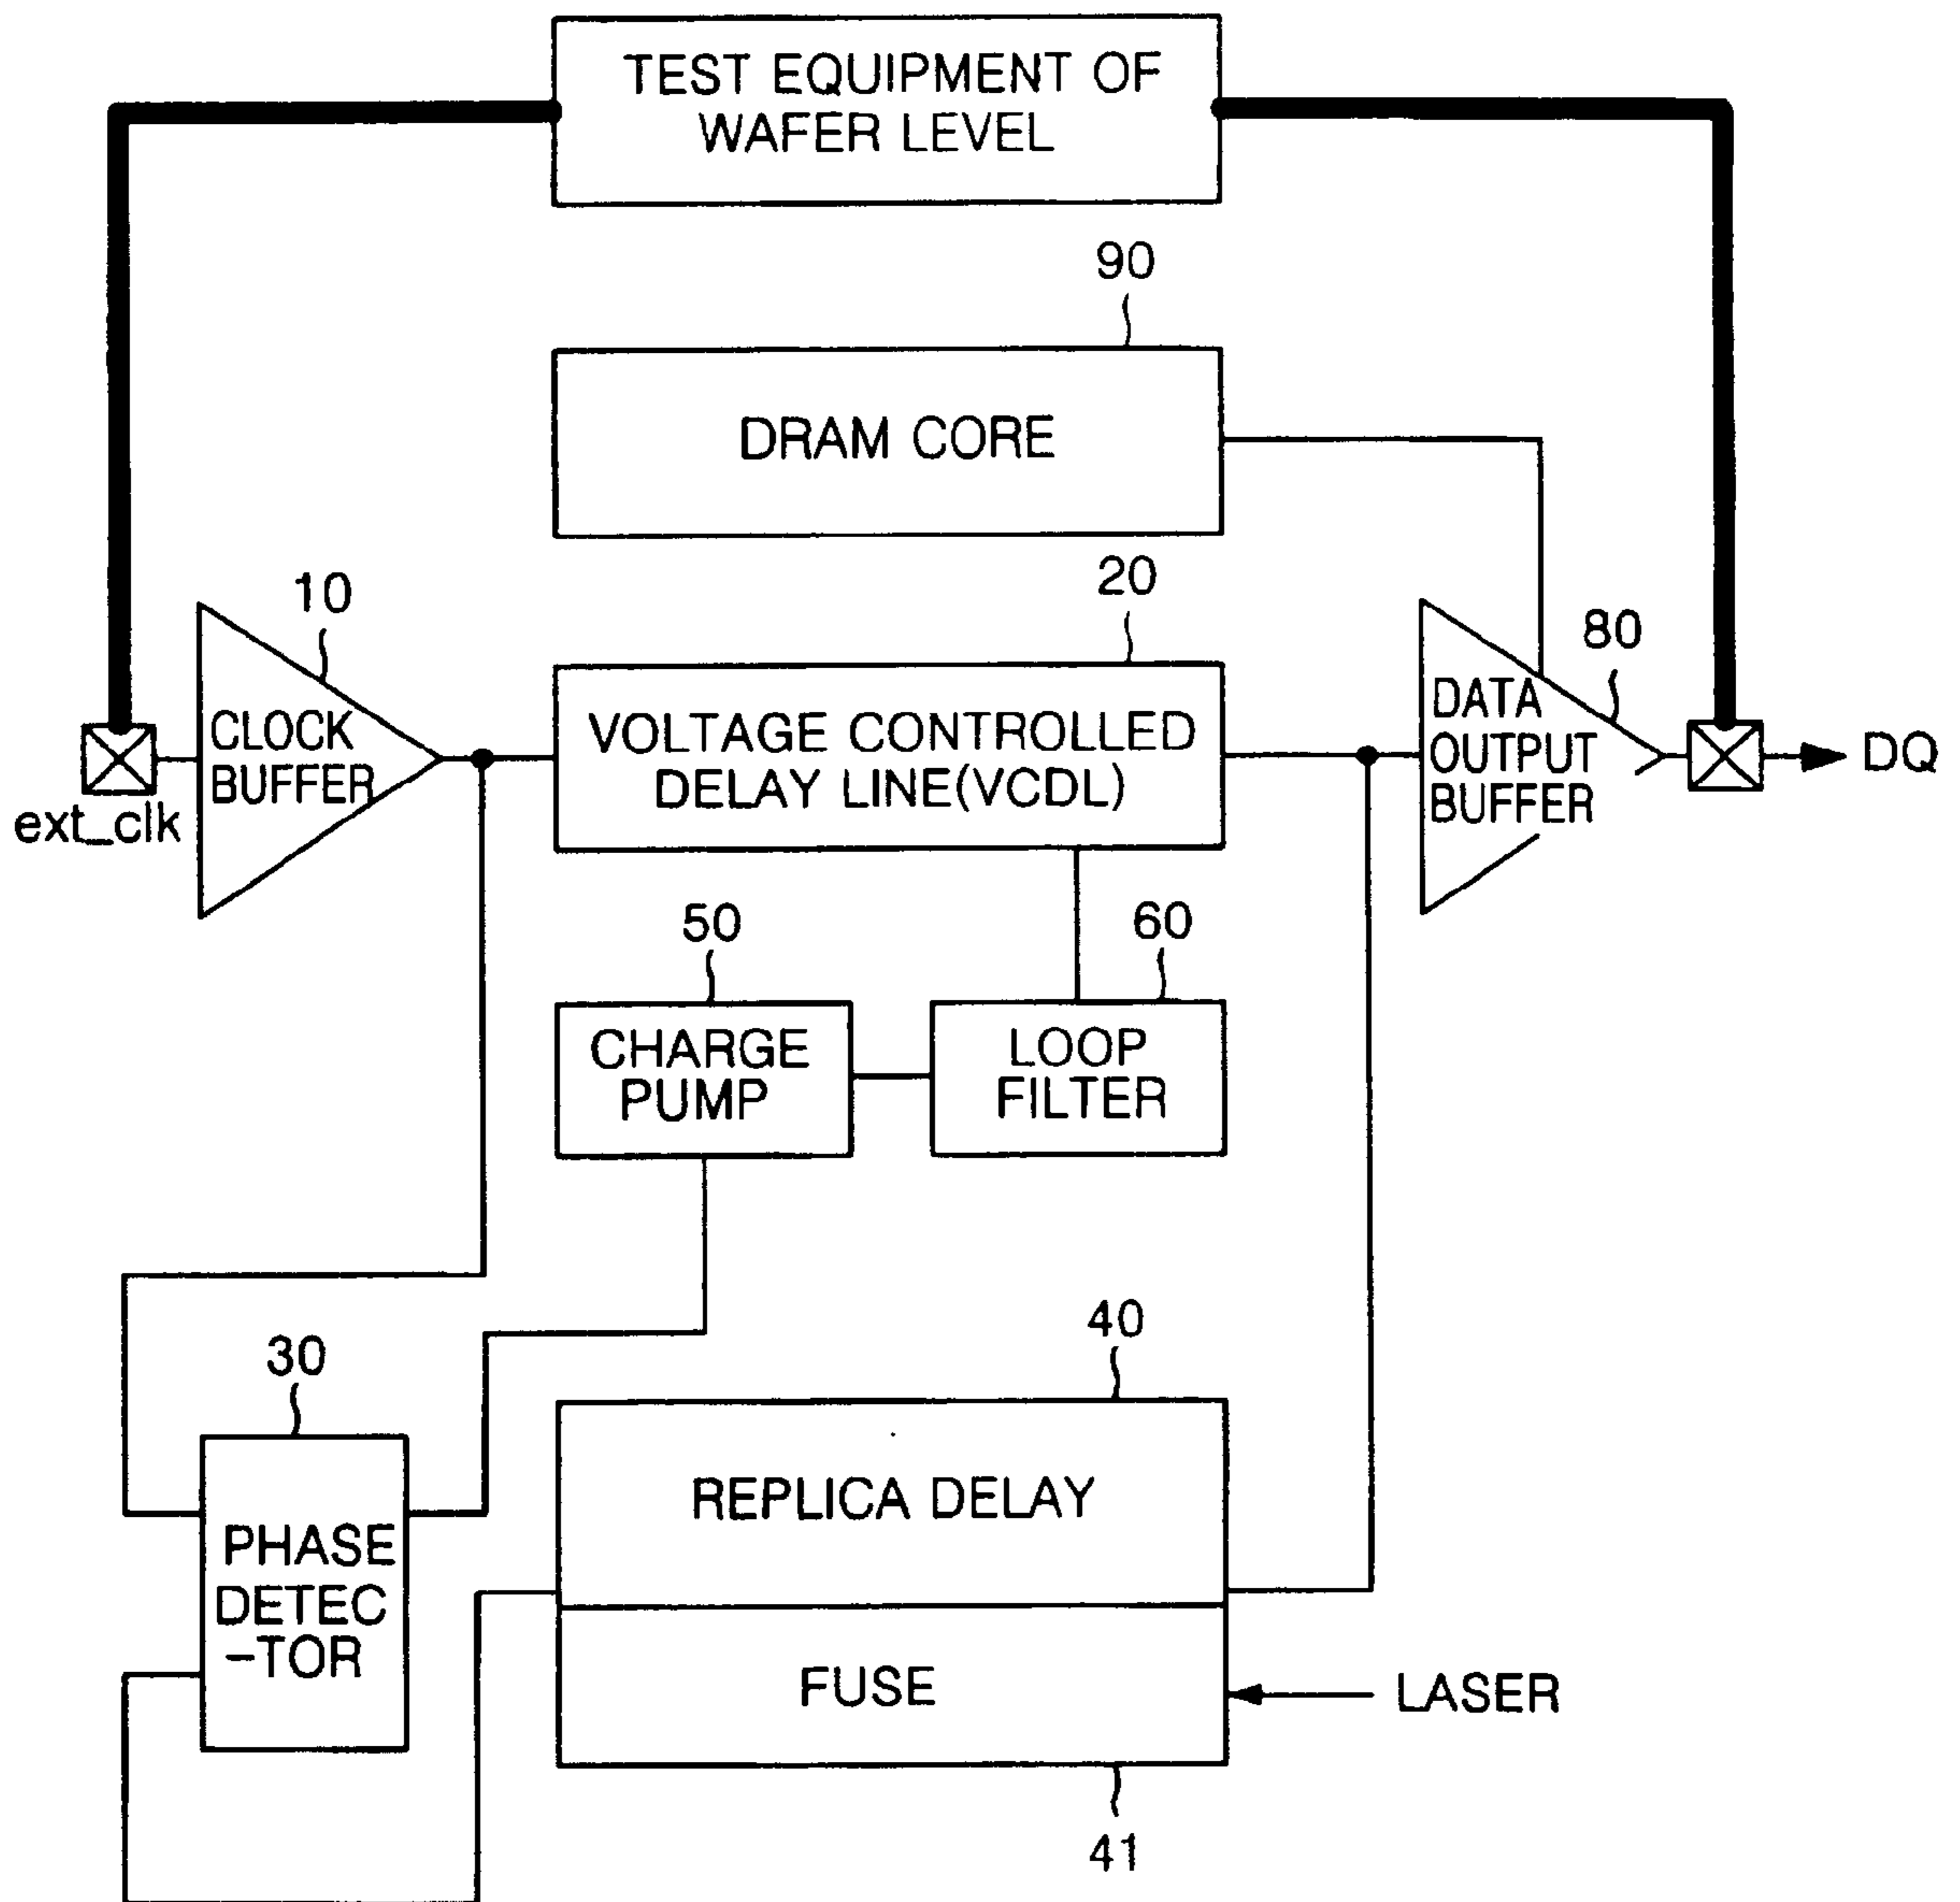 TEST EQUIPMENT OF
WAFER LEVEL
90
DRAM CORE
10
20
80
CLOCK
BUFFER
VOLTAGE CONTROLLED
DELAY LINE(VCDL)
DATA
OUTPUT
BUFFER
DQ
ext_clk
50
60
CHARGE
PUMP
LOOP
FILTER
30
40
PHASE
DETEC
-TOR
REPLICA DELAY
FUSE
LASER
41